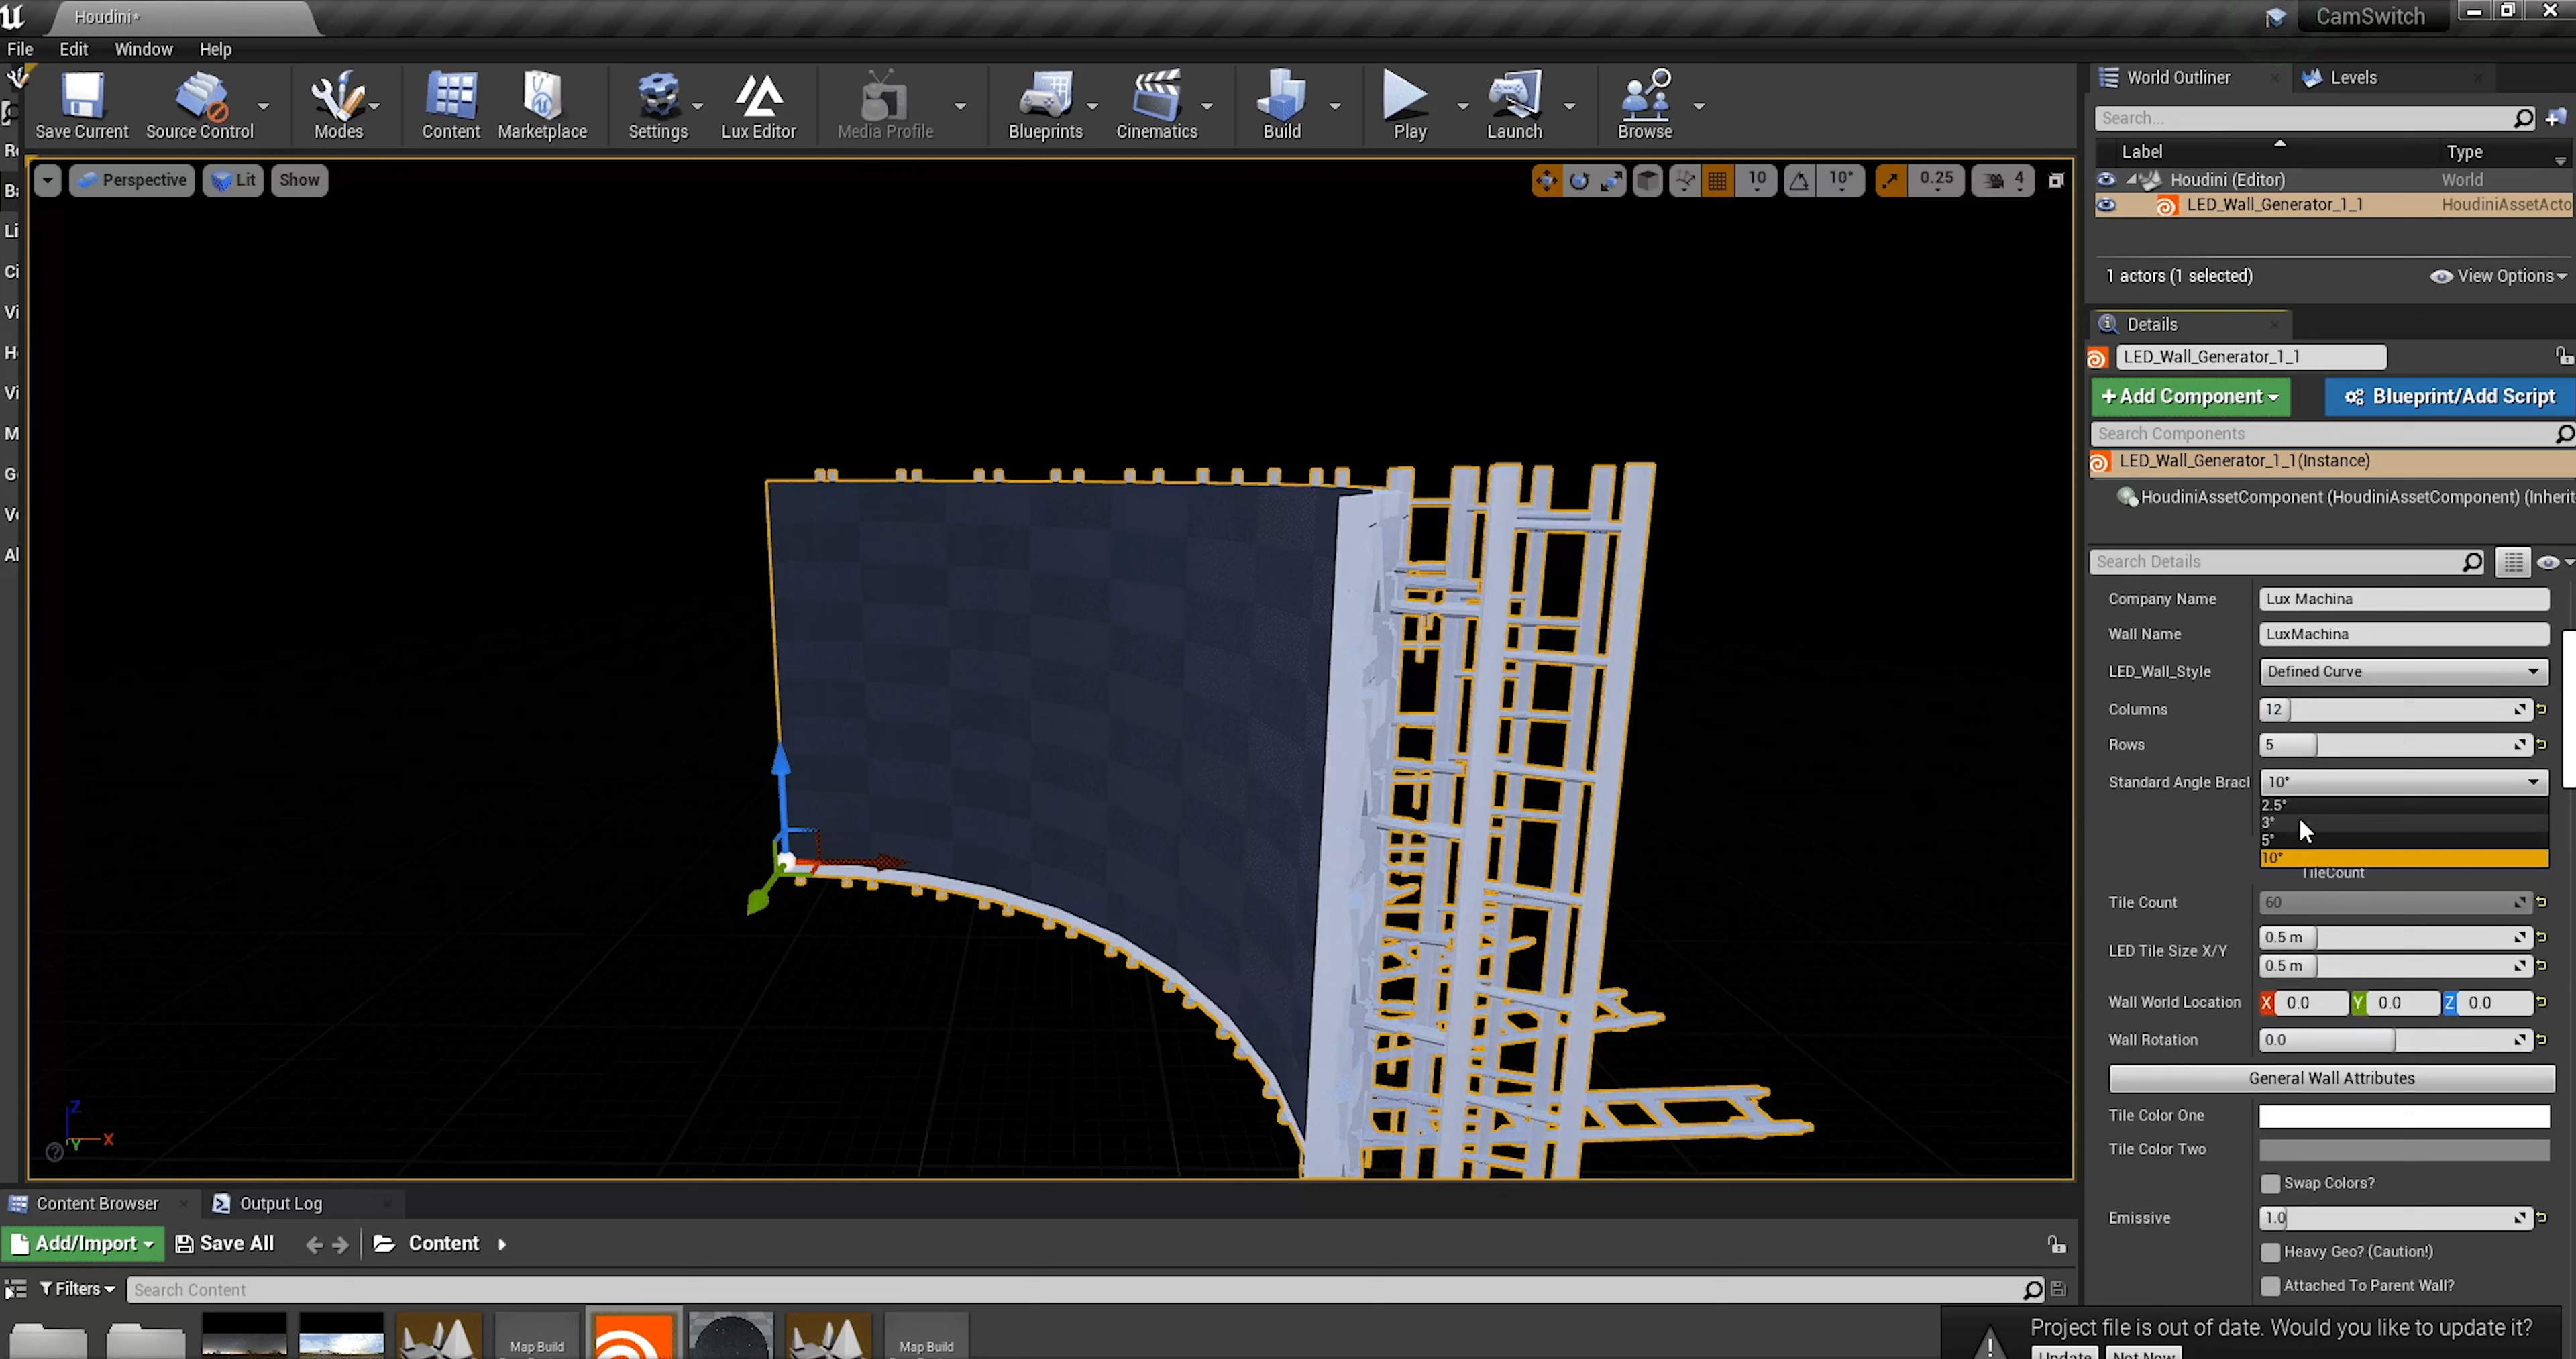 Houdini*
CamSwitch
File Edit Window Help
Save Current Source Control Modes Content Marketplace Settings Lux Editor Media Profile Blueprints Cinematics Build Play Launch Browse
World Outliner Levels
Search...
Label Type
Houdini (Editor) World
LED_Wall_Generator_1_1 HoudiniAssetActo
1 actors (1 selected) View Options
Perspective Lit Show
10 10° 0.25 4
Details
LED_Wall_Generator_1_1
+Add Component Blueprint/Add Script
Search Components
LED_Wall_Generator_1_1(Instance)
HoudiniAssetComponent (HoudiniAssetComponent) (Inherit
Search Details
Company Name Lux Machina
Wall Name LuxMachina
LED_Wall_Style Defined Curve
Columns 12
Rows 5
Standard Angle Bracl 10°
2.5°
3°
5°
10°
TileCount
Tile Count 60
LED Tile Size X/Y 0.5 m
0.5 m
Wall World Location X 0.0 Y 0.0 Z 0.0
Wall Rotation 0.0
General Wall Attributes
Tile Color One
Tile Color Two
Swap Colors?
Emissive 1.0
Heavy Geo? (Caution!)
Attached To Parent Wall?
Z
Y X
Content Browser Output Log
Add/Import Save All Content
Filters Search Content
Map Build
Map Build
Project file is out of date. Would you like to update it?
Update Not Now